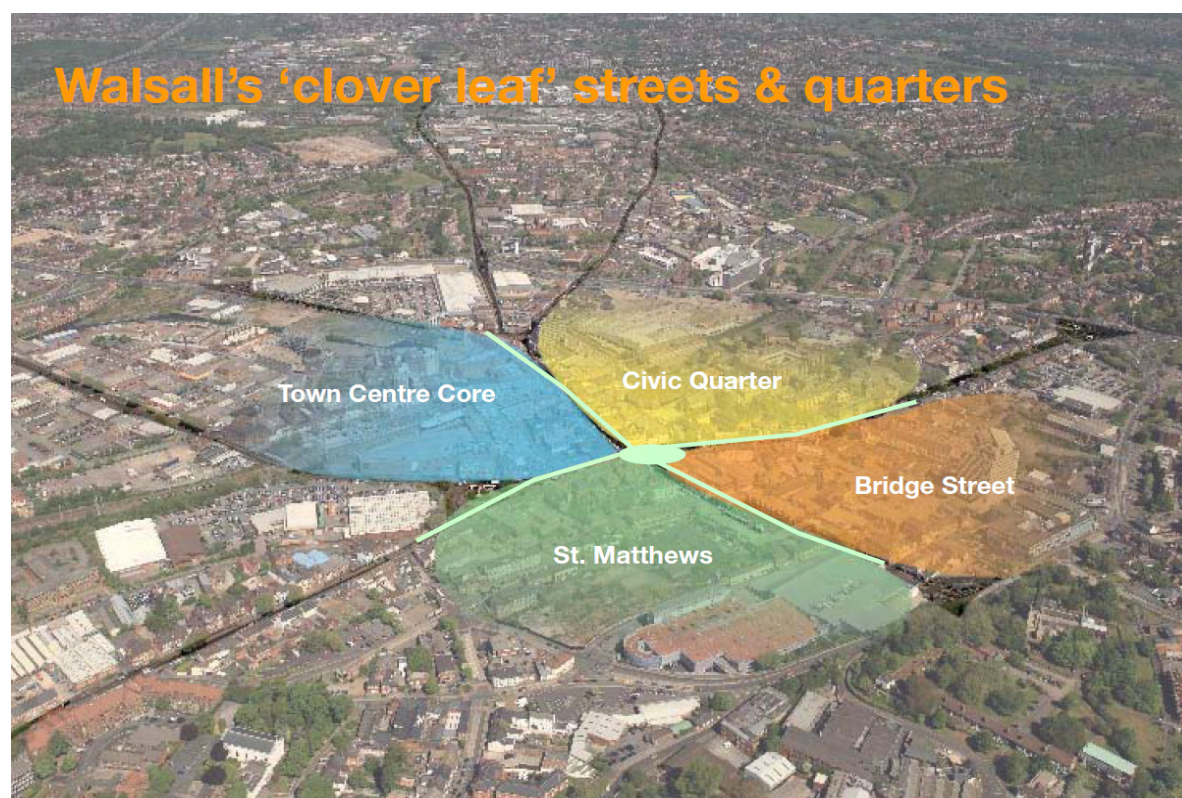 Walsall's ‘clover leaf’ streets & quarters
Civic Quarter
Town Centre Core
Bridge Street
St. Matthews